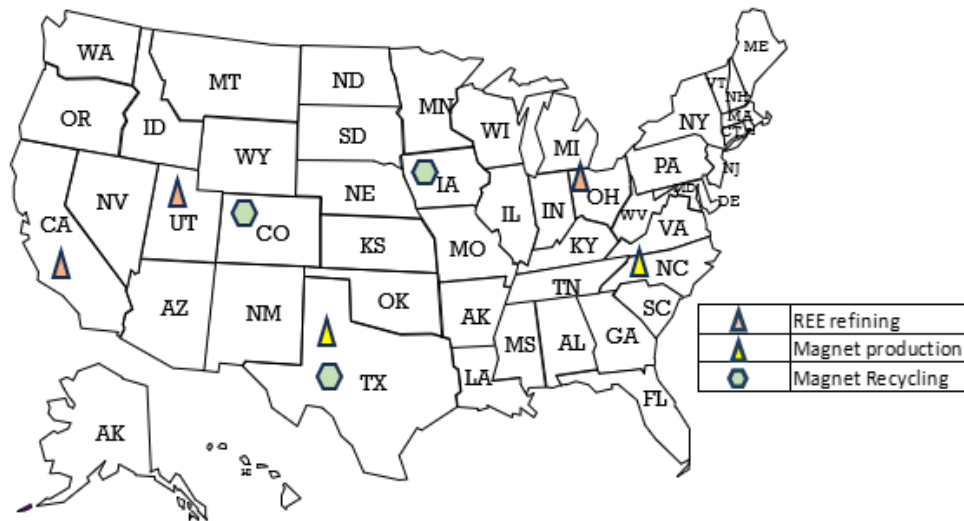 WA
MT
ND
MN
ME
VT
NH
MA
OR
ID
SD
WI
MI
NY
CT
WY
IA
PA
NJ
NE
OH
MD
DE
NV
IL
IN
WV
CA
UT
CO
VA
KS
MO
KY
NC
TN
AZ
NM
OK
AK
SC
MS
AL
GA
TX
LA
FL
AK
REE refining
Magnet production
Magnet Recycling